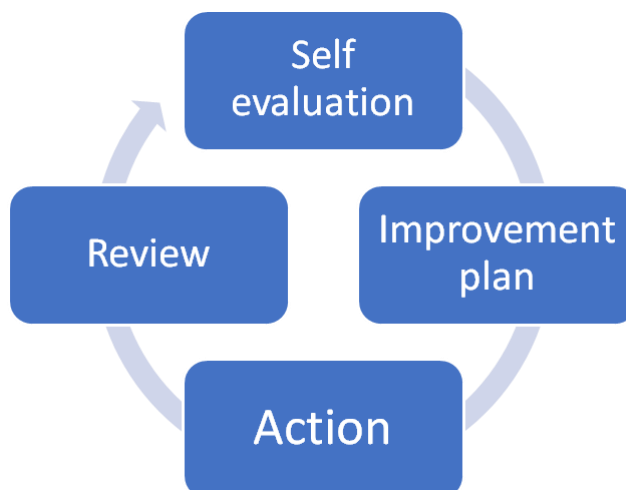 Self
evaluation
Improvement
plan
Action
Review